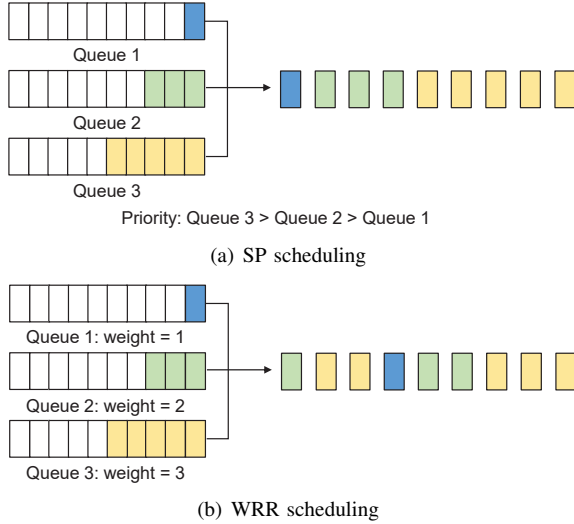 Queue 1
Queue 2
Queue 3
Priority: Queue 3 > Queue 2 > Queue 1
(a) SP scheduling
Queue 1: weight = 1
Queue 2: weight = 2
Queue 3: weight = 3
(b) WRR scheduling